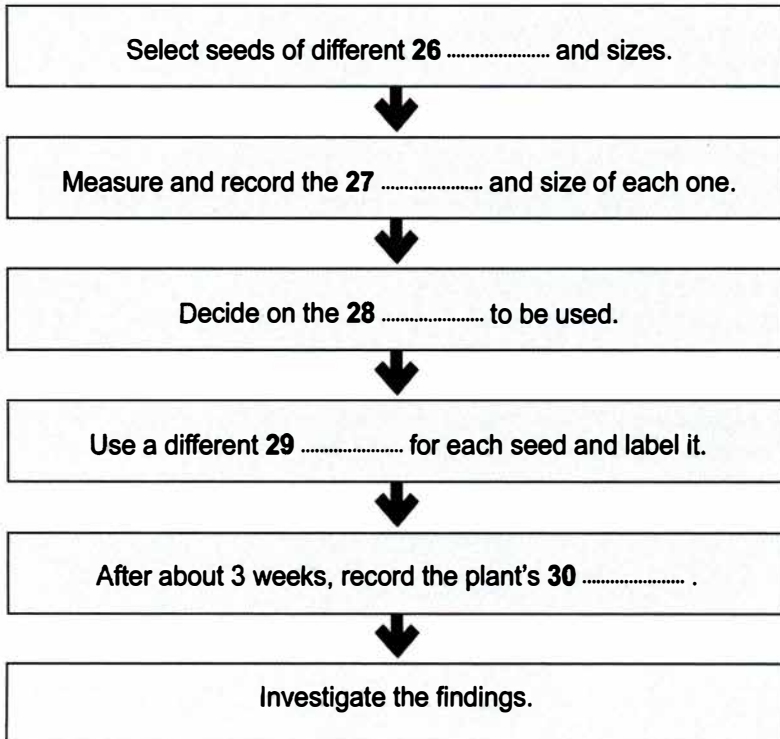 Select seeds of different 26 ..................... and sizes.
Measure and record the 27 ..................... and size of each one.
Decide on the 28 ..................... to be used.
Use a different 29 ..................... for each seed and label it.
After about 3 weeks, record the plant's 30 ..................... .
Investigate the findings.